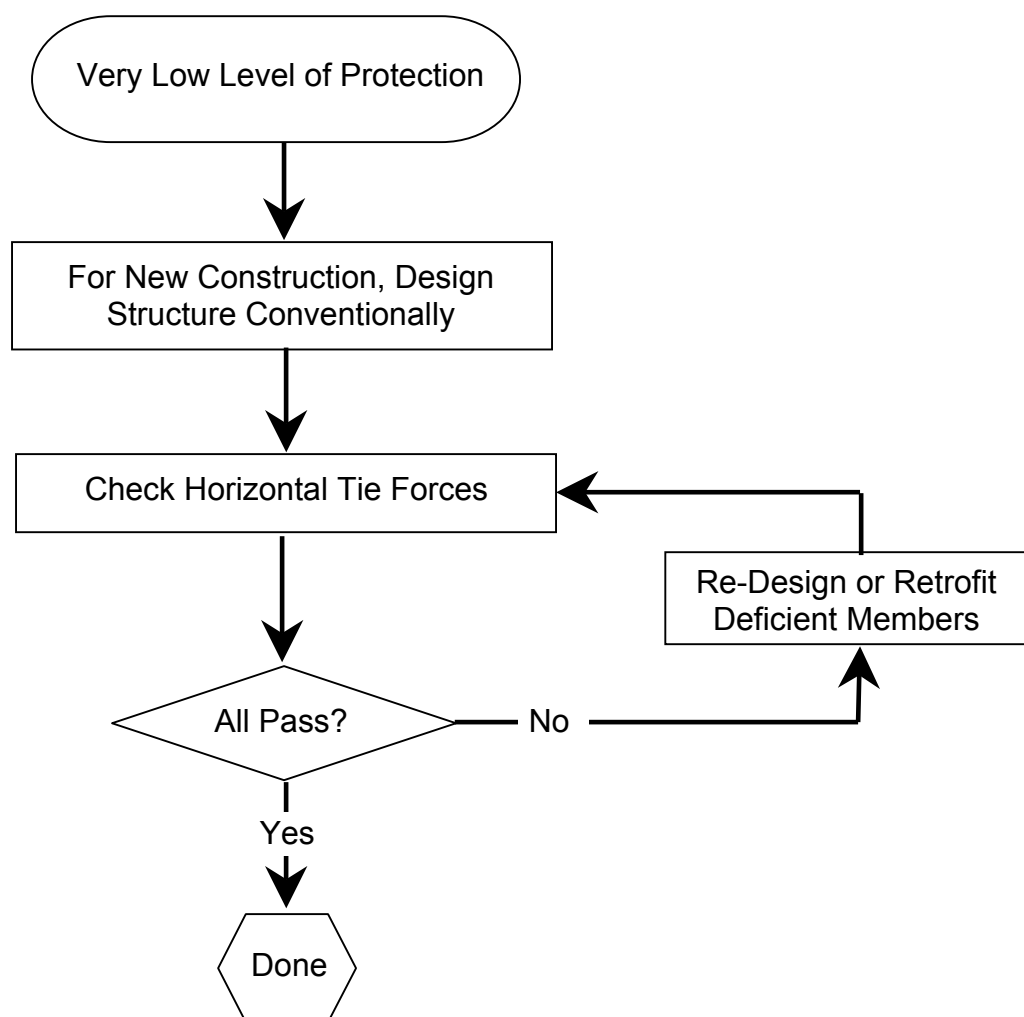 Very Low Level of Protection
For New Construction, Design
Structure Conventionally
Check Horizontal Tie Forces
Re-Design or Retrofit
Deficient Members
All Pass?
No
Yes
Done